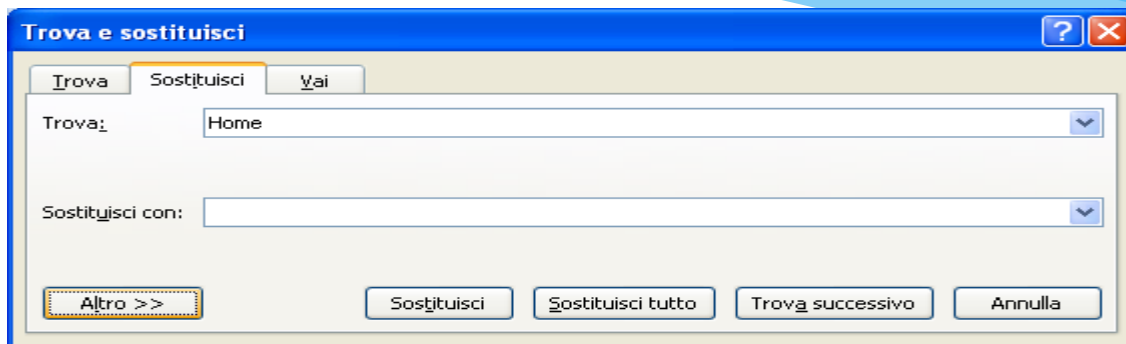 Trova e sostituisci
Trova Sostituisci Vai
Trova: Home
Sostituisci con:
Altro >> Sostituisci Sostituisci tutto Trova successivo Annulla